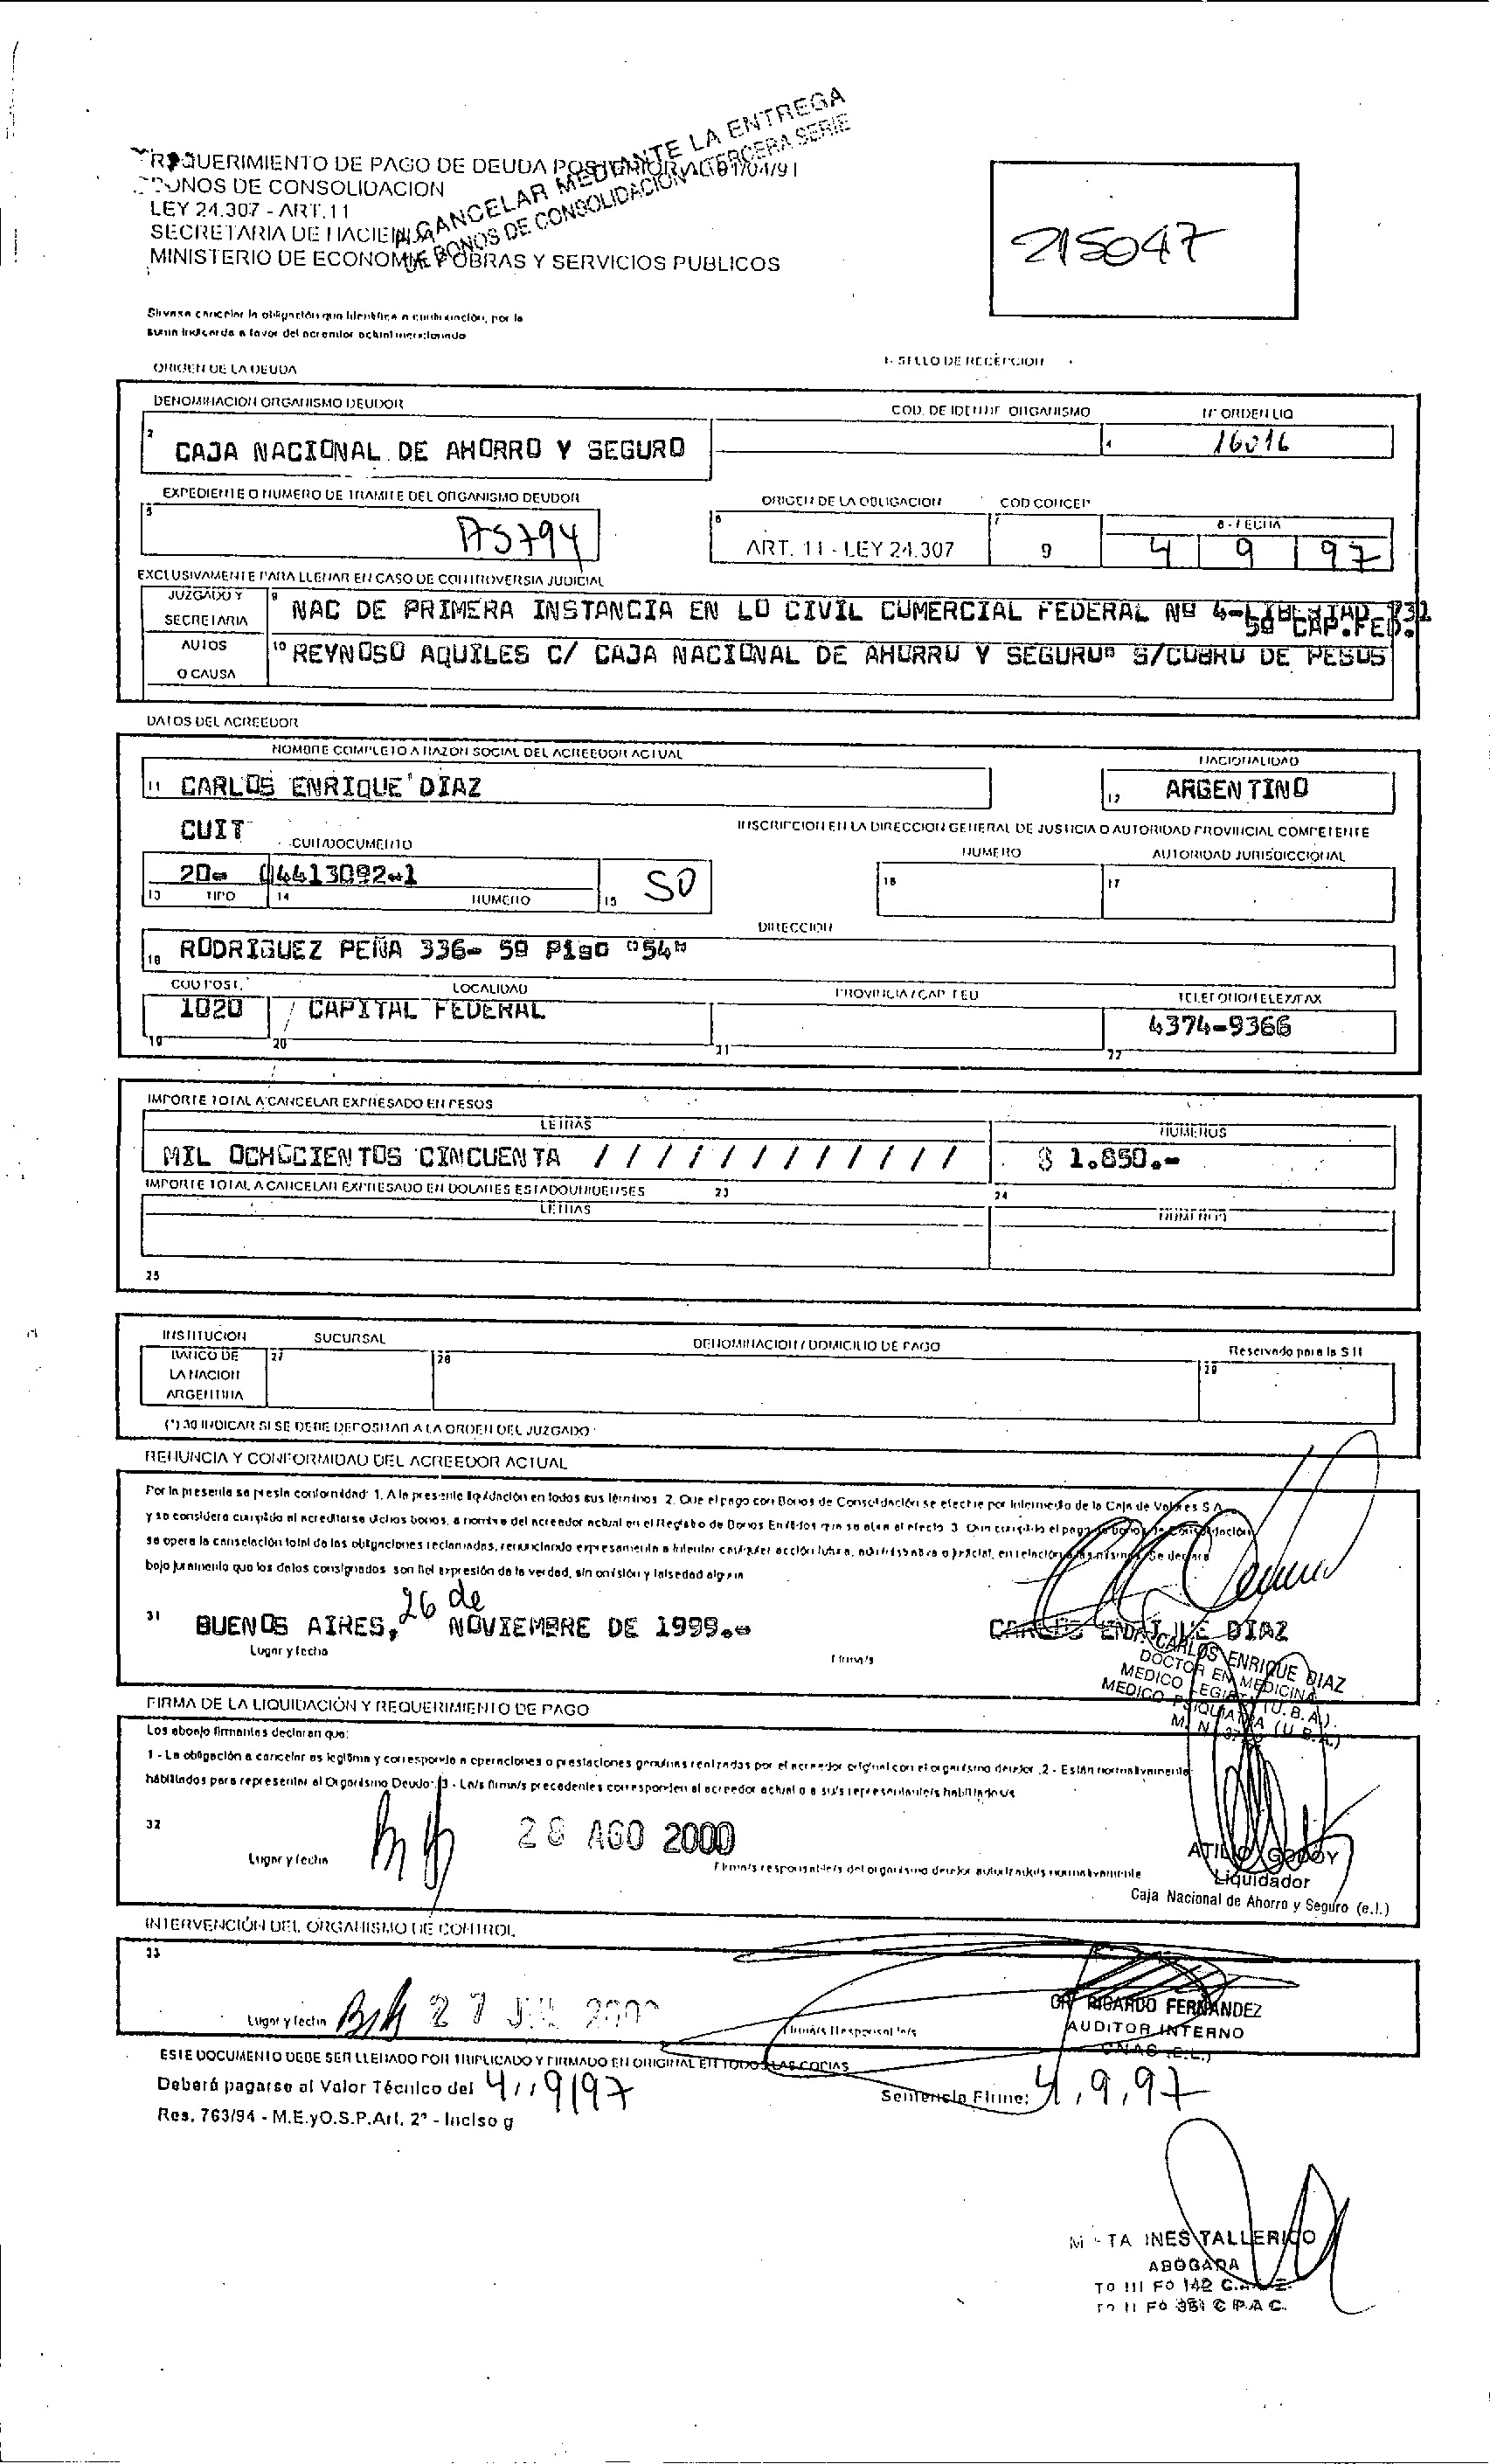 A CANCELAR MEDIANTE LA ENTREGA
DE BONOS DE CONSOLIDACION TERCERA SERIE
REQUERIMIENTO DE PAGO DE DEUDA POSTERIOR AL 01/04/91
BONOS DE CONSOLIDACION
LEY 24.307 - ART. 11
SECRETARIA DE HACIENDA
MINISTERIO DE ECONOMIA Y OBRAS Y SERVICIOS PUBLICOS
215047
Sirvase cancelar la obligación que identifica a continuación, por la
suma indicada a favor del acreedor actual mencionado
1- SELLO DE RECEPCION
ORIGEN DE LA DEUDA
DENOMINACION ORGANISMO DEUDOR COD. DE IDENTIF ORGANISMO Nº ORDEN LIQ
2 CAJA NACIONAL DE AHORRO Y SEGURO 4 16016
EXPEDIENTE O NUMERO DE TRAMITE DEL ORGANISMO DEUDOR ORIGEN DE LA OBLIGACION COD CONCEP 8 - FECHA
5 A5794 6 ART. 11 - LEY 24.307 7 9 4 9 97
EXCLUSIVAMENTE PARA LLENAR EN CASO DE CONTROVERSIA JUDICIAL
JUZGADO Y SECRETARIA 9 NAC DE PRIMERA INSTANCIA EN LO CIVIL COMERCIAL FEDERAL Nº 4-LIBERTAD 731
5º CAP.FED.
AUTOS O CAUSA 10 REYNOSO AQUILES C/ CAJA NACIONAL DE AHORRO Y SEGURO" S/COBRO DE PESOS
DATOS DEL ACREEDOR
NOMBRE COMPLETO A RAZON SOCIAL DEL ACREEDOR ACTUAL NACIONALIDAD
11 CARLOS ENRIQUE DIAZ 12 ARGENTINO
CUIT CUIT/DOCUMENTO INSCRIPCION EN LA DIRECCION GENERAL DE JUSTICIA O AUTORIDAD PROVINCIAL COMPETENTE
NUMERO AUTORIDAD JURISDICCIONAL
20- 04413092-1 SD 16 17
13 TIPO 14 NUMERO 15
DIRECCION
18 RODRIGUEZ PEÑA 336- 5º Piso "54"
COD POST. LOCALIDAD PROVINCIA / CAP FED TELEFONO/TELEX/FAX
1020 CAPITAL FEDERAL 4374-9366
19 20 21 22
IMPORTE TOTAL A CANCELAR EXPRESADO EN PESOS
LETRAS NUMEROS
MIL OCHOCIENTOS CINCUENTA / / / / / / / / / / / / $ 1.850.-
IMPORTE TOTAL A CANCELAR EXPRESADO EN DOLARES ESTADOUNIDENSES 23 24
LETRAS NUMEROS
25
INSTITUCION SUCURSAL DENOMINACION / DOMICILIO DE PAGO Reservado para la S H
BANCO DE LA NACION ARGENTINA 27 28 29
(*) 30 INDICAR SI SE DEBE DEPOSITAR A LA ORDEN DEL JUZGADO
RENUNCIA Y CONFORMIDAD DEL ACREEDOR ACTUAL
Por la presente se presta conformidad: 1. A la presente liquidación en todos sus términos 2. Que el pago con Bonos de Consolidación se efectúe por intermedio de la Caja de Valores S.A.
y se considera cumplido al acreditarse dichos bonos, a nombre del acreedor actual en el Registro de Bonos Emitidos que se abra al efecto 3. Que cumplido el pago en bonos de Consolidación
se opera la cancelación total de las obligaciones reclamadas, renunciando expresamente a intentar cualquier acción futura, administrativa o judicial, en relación a las mismas. Se declara
bajo juramento que los datos consignados son fiel expresión de la verdad, sin omisión y falsedad alguna
31 BUENOS AIRES, 26 de NOVIEMBRE DE 1999.-
Lugar y fecha Firma/s
CARLOS ENRIQUE DIAZ
CARLOS ENRIQUE DIAZ
DOCTOR EN MEDICINA
MEDICO LEGISTA (U.B.A.)
MEDICO PSIQUIATRA (U.B.A.)
FIRMA DE LA LIQUIDACIÓN Y REQUERIMIENTO DE PAGO
Los abonjo firmantes declaran que:
1 - La obligación a cancelar es legítima y corresponde a operaciones o prestaciones genuinas realizadas por el acreedor original con el organismo deudor. 2 - Están normativamente
habilitados para representar al Organismo Deudor. 3 - La/s firma/s precedentes corresponden al acreedor actual o a su/s representante/s habilitado/s
32 28 AGO 2000
Lugar y fecha Firma/s responsable/s del organismo deudor autorizado/s normativamente
ATILIO GODOY
Liquidador
Caja Nacional de Ahorro y Seguro (e.l.)
INTERVENCIÓN DEL ORGANISMO DE CONTROL
33
Lugar y fecha 27 JUL 2000 Firma/s Responsable/s
DR RICARDO FERNANDEZ
AUDITOR INTERNO
CNAS (E.L.)
ESTE DOCUMENTO DEBE SER LLENADO POR TRIPLICADO Y FIRMADO EN ORIGINAL EN TODOS LAS COPIAS
Deberá pagarse al Valor Técnico del 4/9/97 Sentencia Firme: 4, 9, 97
Res. 763/94 - M.E.yO.S.P.Art. 2º - Inciso g
INES TALLERICO
ABOGADA
Tº III Fº 142
Tº II Fº 351 C P.A C.